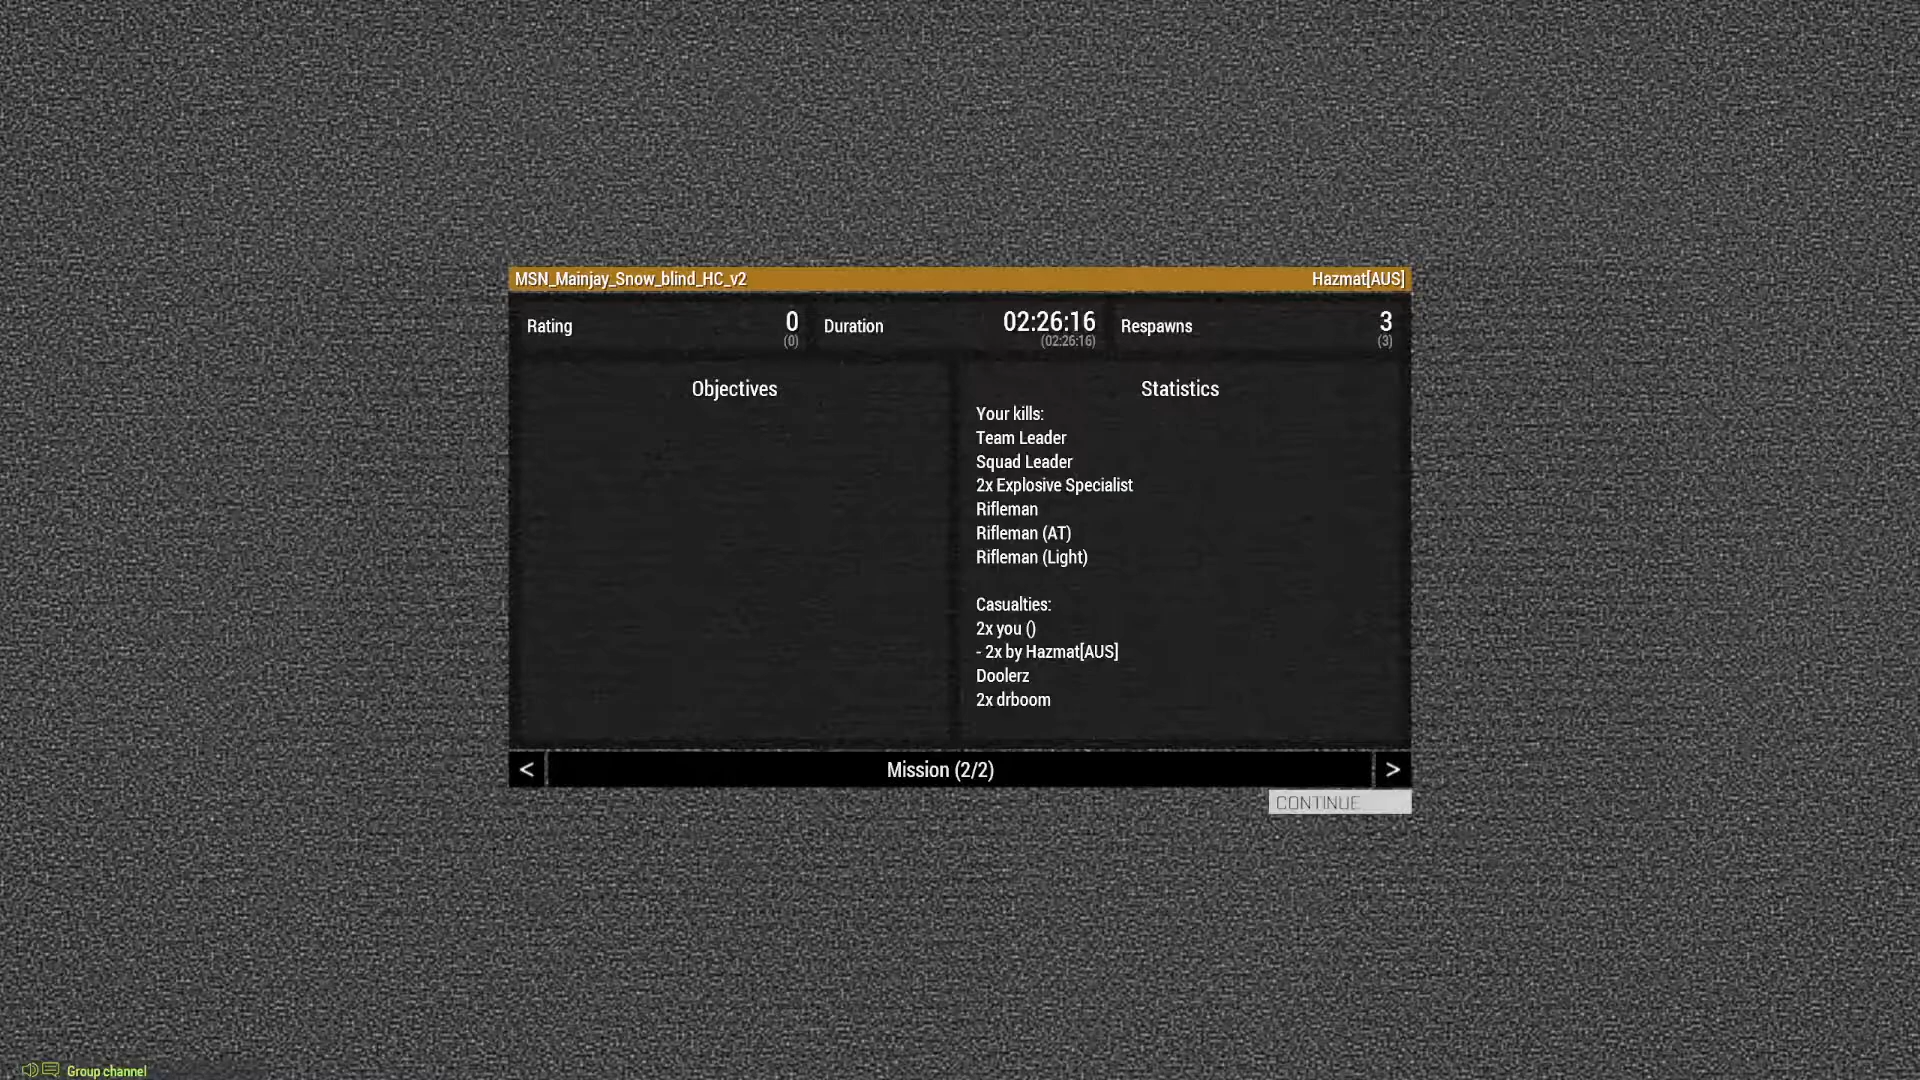 MSN_Mainjay_Snow_blind_HC_v2 Hazmat[AUS]
Rating 0 Duration 02:26:16 Respawns 3
(0) (02:26:16) (3)
Objectives Statistics
Your kills:
Team Leader
Squad Leader
2x Explosive Specialist
Rifleman
Rifleman (AT)
Rifleman (Light)
Casualties:
2x you ()
- 2x by Hazmat[AUS]
Doolerz
2x drboom
< Mission (2/2) >
CONTINUE
Group channel